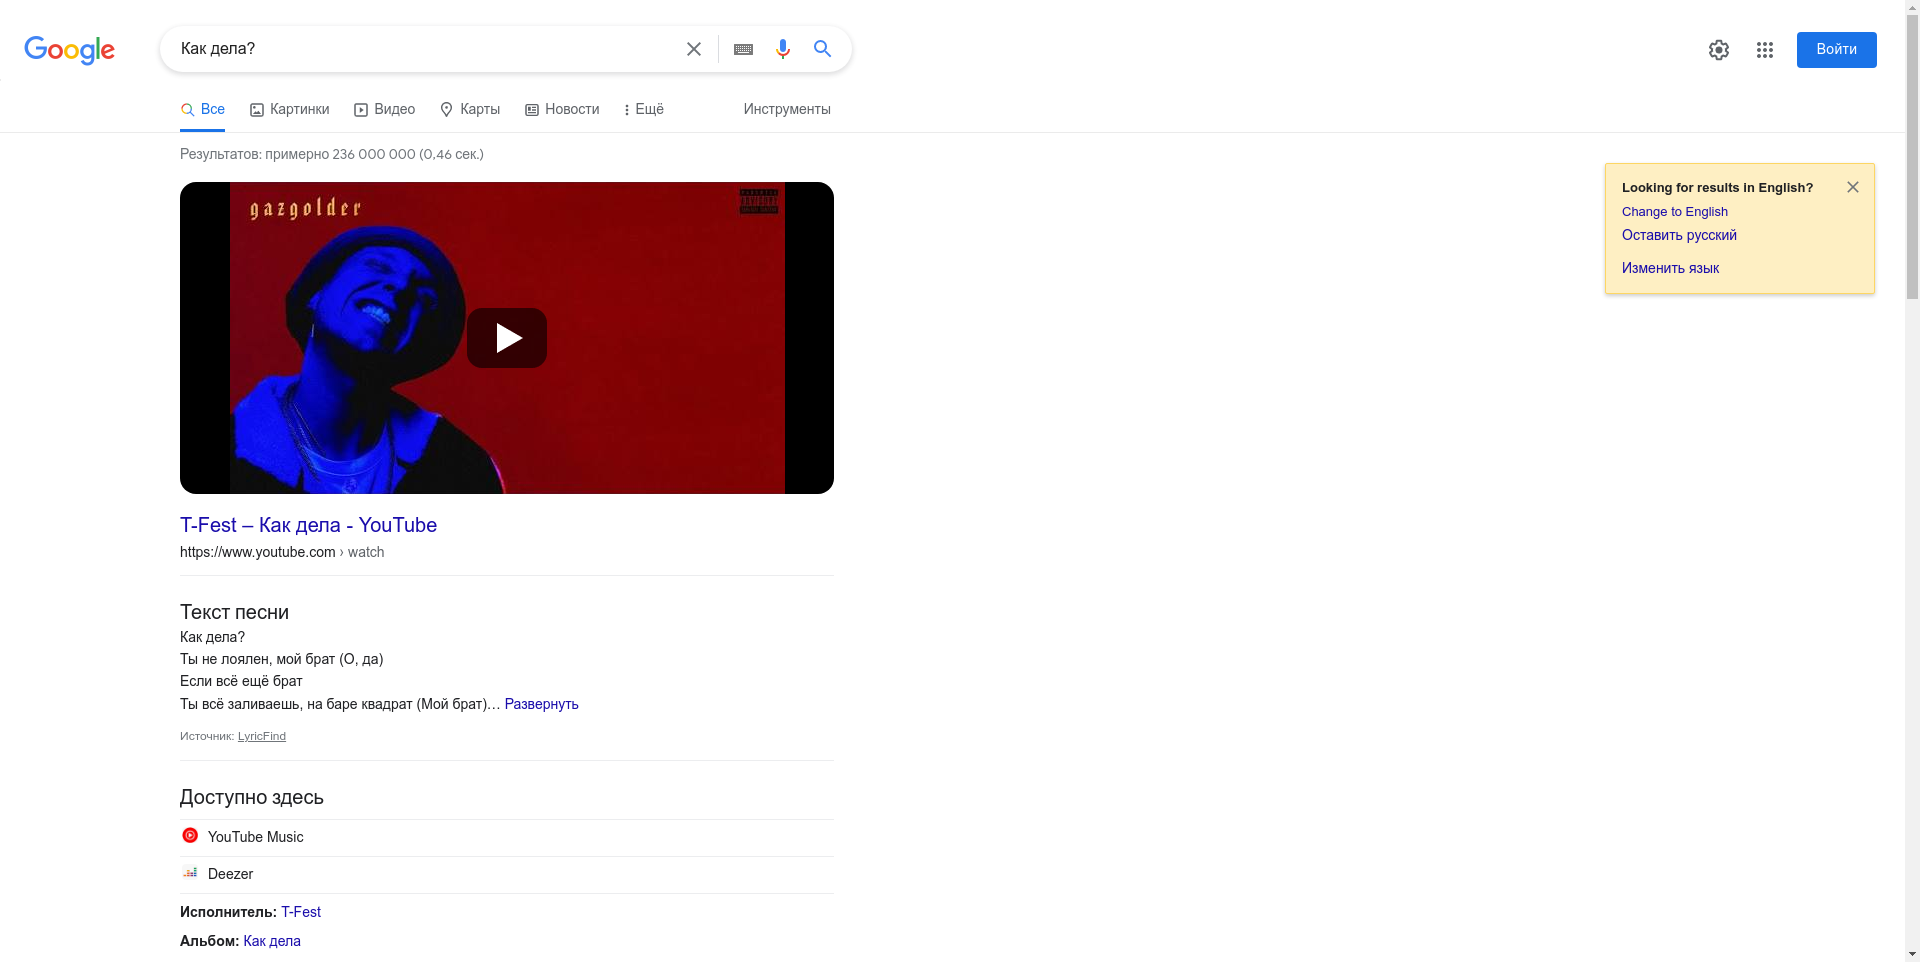 Google
Как дела?
Войти
Все
Картинки
Видео
Карты
Новости
Ещё
Инструменты
Результатов: примерно 236 000 000 (0,46 сек.)
Looking for results in English?
Change to English
Оставить русский
Изменить язык
gazgolder
T-Fest – Как дела - YouTube
https://www.youtube.com › watch
Текст песни
Как дела?
Ты не лоялен, мой брат (О, да)
Если всё ещё брат
Ты всё заливаешь, на баре квадрат (Мой брат)... Развернуть
Источник: LyricFind
Доступно здесь
YouTube Music
Deezer
Исполнитель: T-Fest
Альбом: Как дела